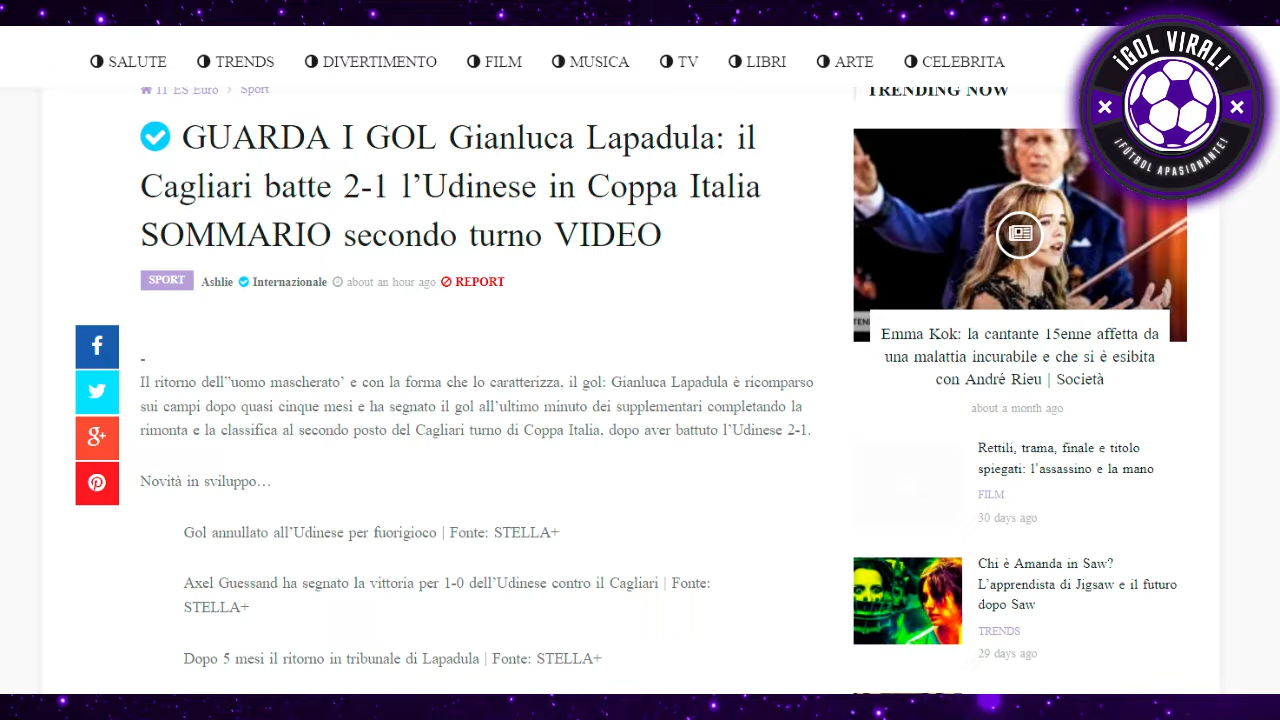 SALUTE TRENDS DIVERTIMENTO FILM MUSICA TV LIBRI ARTE CELEBRITA
¡GOL VIRAL!
¡FÚTBOL APASIONANTE!
IT ES Euro > Sport
GUARDA I GOL Gianluca Lapadula: il
Cagliari batte 2-1 l’Udinese in Coppa Italia
SOMMARIO secondo turno VIDEO
SPORT Ashlie Internazionale about an hour ago REPORT
-
Il ritorno dell’’uomo mascherato’ e con la forma che lo caratterizza, il gol: Gianluca Lapadula è ricomparso
sui campi dopo quasi cinque mesi e ha segnato il gol all’ultimo minuto dei supplementari completando la
rimonta e la classifica al secondo posto del Cagliari turno di Coppa Italia, dopo aver battuto l’Udinese 2-1.
Novità in sviluppo…
Gol annullato all’Udinese per fuorigioco | Fonte: STELLA+
Axel Guessand ha segnato la vittoria per 1-0 dell’Udinese contro il Cagliari | Fonte:
STELLA+
Dopo 5 mesi il ritorno in tribunale di Lapadula | Fonte: STELLA+
TRENDING NOW
Emma Kok: la cantante 15enne affetta da
una malattia incurabile e che si è esibita
con André Rieu | Società
about a month ago
Rettili, trama, finale e titolo
spiegati: l’assassino e la mano
FILM
30 days ago
Chi è Amanda in Saw?
L’apprendista di Jigsaw e il futuro
dopo Saw
TRENDS
29 days ago